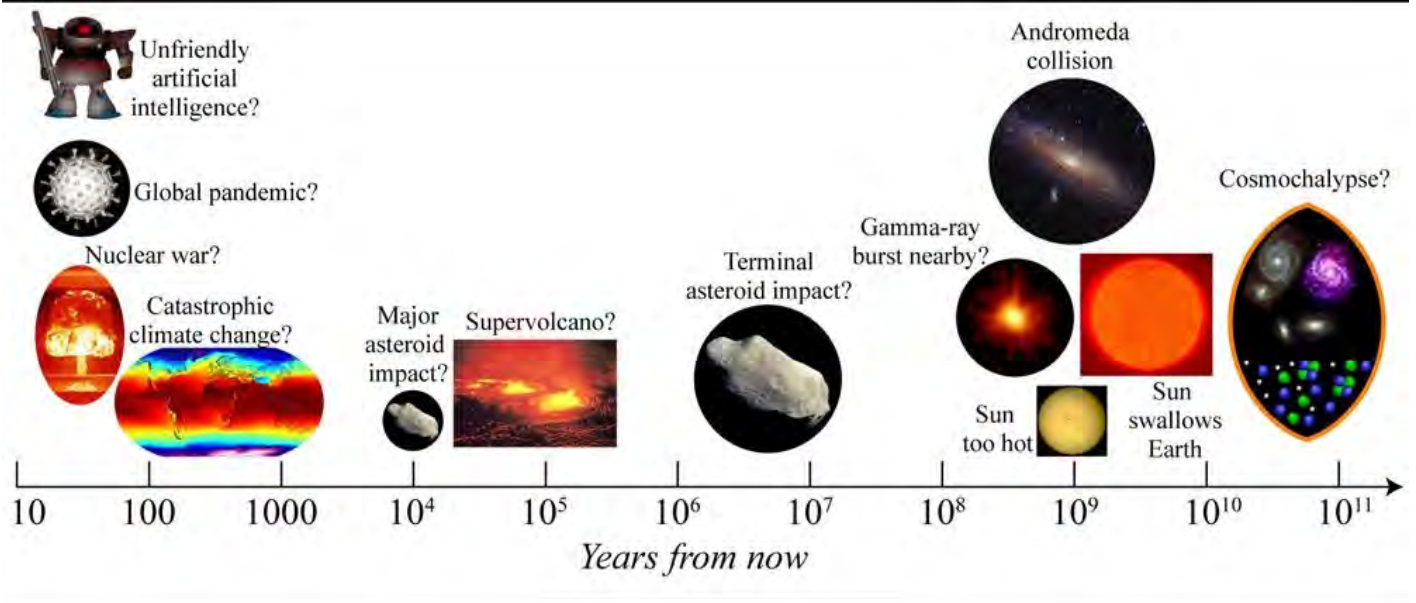 Unfriendly
artificial
intelligence?
Global pandemic?
Nuclear war?
Catastrophic
climate change?
Major
asteroid
impact?
Supervolcano?
Terminal
asteroid impact?
Gamma-ray
burst nearby?
Andromeda
collision
Sun
too hot
Sun
swallows
Earth
Cosmochalypse?
10 100 1000 10⁴ 10⁵ 10⁶ 10⁷ 10⁸ 10⁹ 10¹⁰ 10¹¹
Years from now